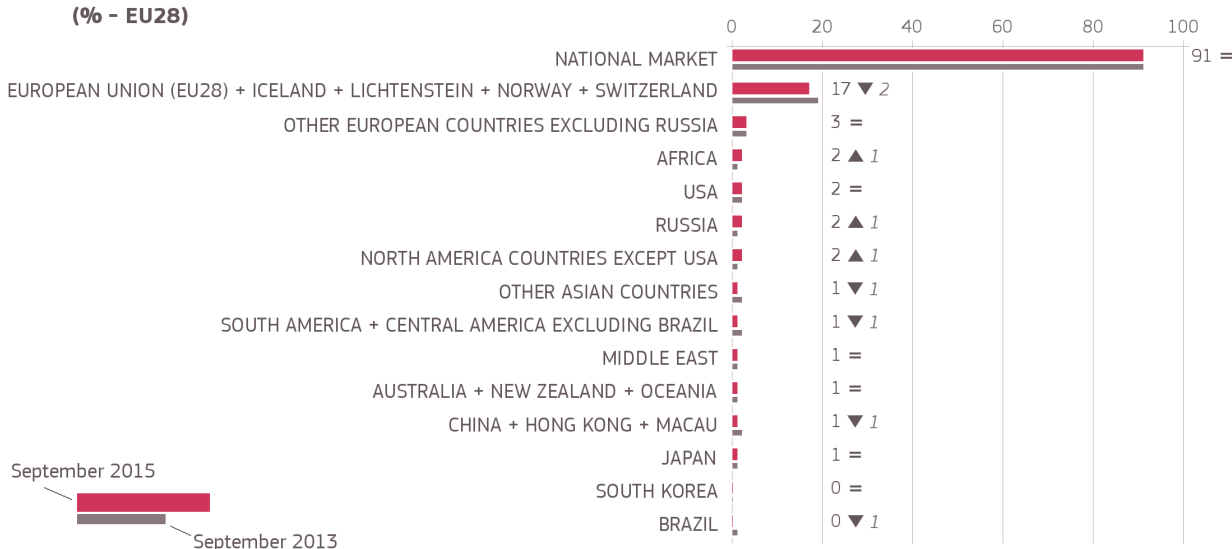 (% - EU28)
0 20 40 60 80 100
NATIONAL MARKET 91 =
EUROPEAN UNION (EU28) + ICELAND + LICHTENSTEIN + NORWAY + SWITZERLAND 17 ▼ 2
OTHER EUROPEAN COUNTRIES EXCLUDING RUSSIA 3 =
AFRICA 2 ▲ 1
USA 2 =
RUSSIA 2 ▲ 1
NORTH AMERICA COUNTRIES EXCEPT USA 2 ▲ 1
OTHER ASIAN COUNTRIES 1 ▼ 1
SOUTH AMERICA + CENTRAL AMERICA EXCLUDING BRAZIL 1 ▼ 1
MIDDLE EAST 1 =
AUSTRALIA + NEW ZEALAND + OCEANIA 1 =
CHINA + HONG KONG + MACAU 1 ▼ 1
JAPAN 1 =
SOUTH KOREA 0 =
BRAZIL 0 ▼ 1
September 2015
September 2013